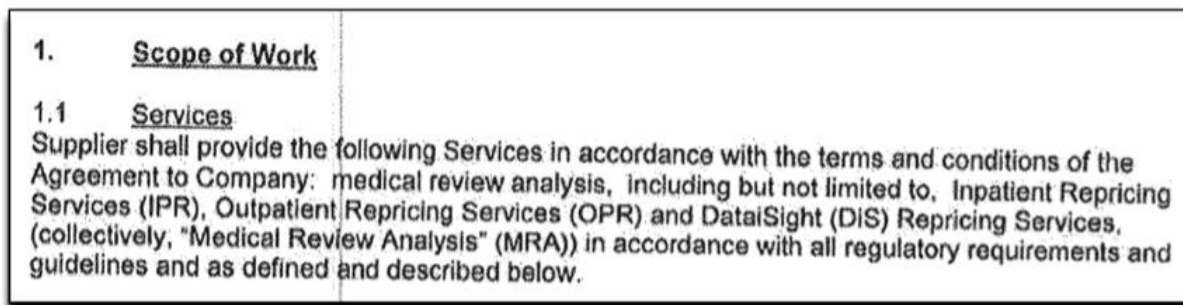 1. Scope of Work
1.1 Services
Supplier shall provide the following Services in accordance with the terms and conditions of the
Agreement to Company: medical review analysis, including but not limited to, Inpatient Repricing
Services (IPR), Outpatient Repricing Services (OPR) and DataiSight (DiS) Repricing Services,
(collectively, "Medical Review Analysis" (MRA)) in accordance with all regulatory requirements and
guidelines and as defined and described below.